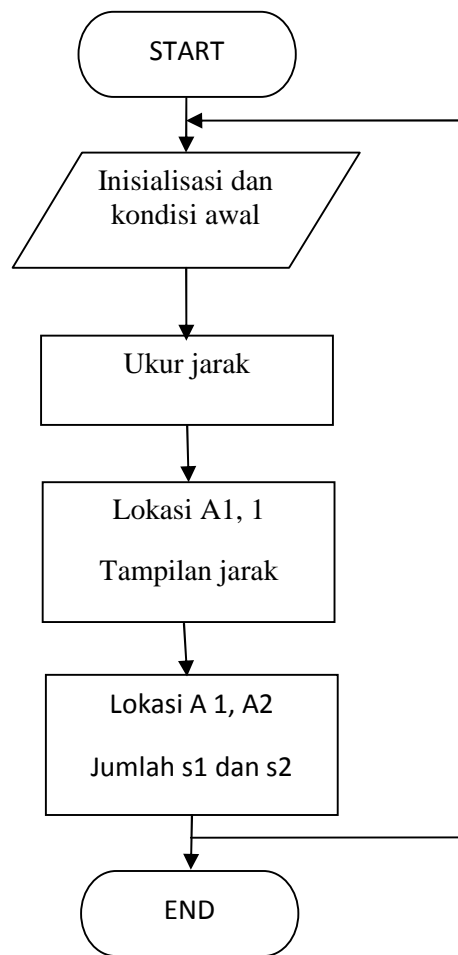 START
Inisialisasi dan
kondisi awal
Ukur jarak
Lokasi A1, 1
Tampilan jarak
Lokasi A 1, A2
Jumlah s1 dan s2
END